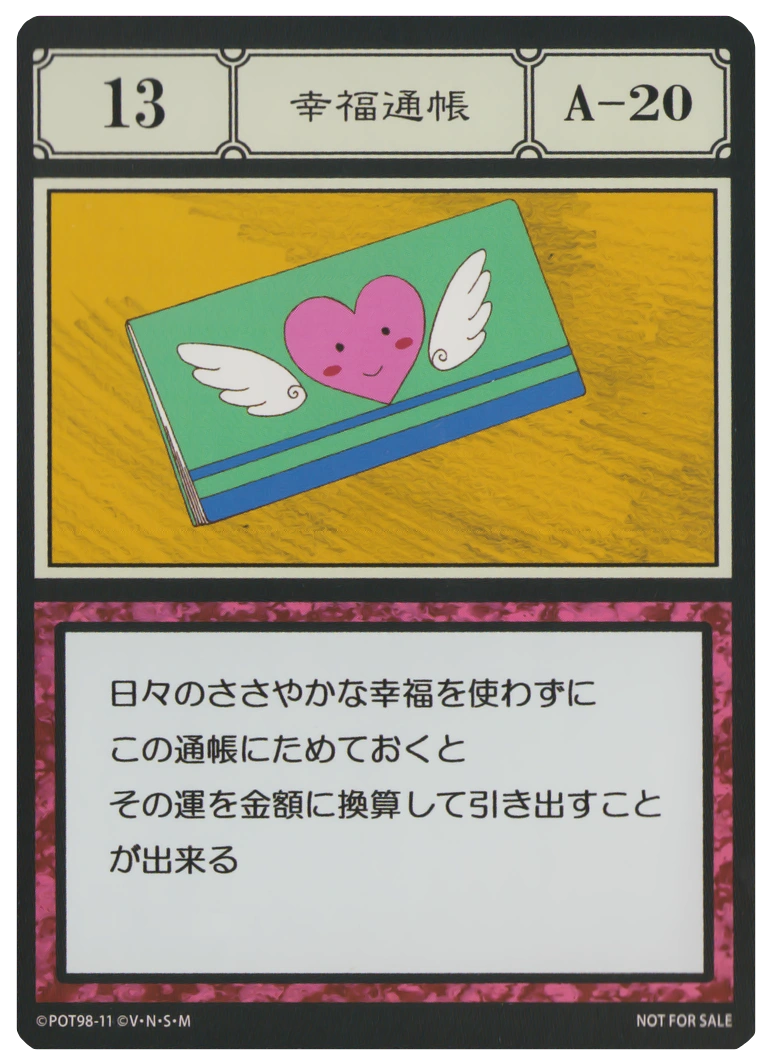 13
幸福通帳
A-20
日々のささやかな幸福を使わずに
この通帳にためておくと
その運を金額に換算して引き出すこと
が出来る
©POT98-11 ©V・N・S・M
NOT FOR SALE